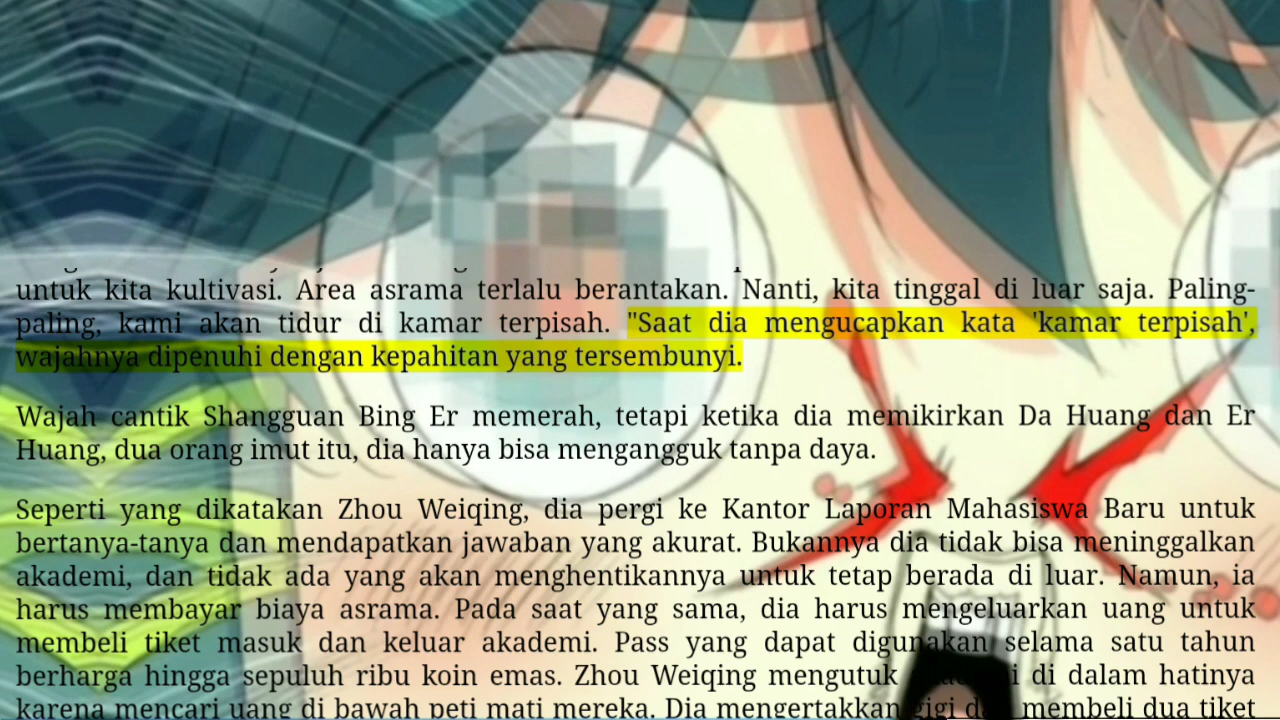 untuk kita kultivasi. Area asrama terlalu berantakan. Nanti, kita tinggal di luar saja. Paling-
paling, kami akan tidur di kamar terpisah. "Saat dia mengucapkan kata 'kamar terpisah',
wajahnya dipenuhi dengan kepahitan yang tersembunyi.
Wajah cantik Shangguan Bing Er memerah, tetapi ketika dia memikirkan Da Huang dan Er
Huang, dua orang imut itu, dia hanya bisa mengangguk tanpa daya.
Seperti yang dikatakan Zhou Weiqing, dia pergi ke Kantor Laporan Mahasiswa Baru untuk
bertanya-tanya dan mendapatkan jawaban yang akurat. Bukannya dia tidak bisa meninggalkan
akademi, dan tidak ada yang akan menghentikannya untuk tetap berada di luar. Namun, ia
harus membayar biaya asrama. Pada saat yang sama, dia harus mengeluarkan uang untuk
membeli tiket masuk dan keluar akademi. Pass yang dapat digunakan selama satu tahun
berharga hingga sepuluh ribu koin emas. Zhou Weiqing mengutuk di dalam hatinya
karena mencari uang di bawah peti mati mereka. Dia mengertakkan gigi membeli dua tiket